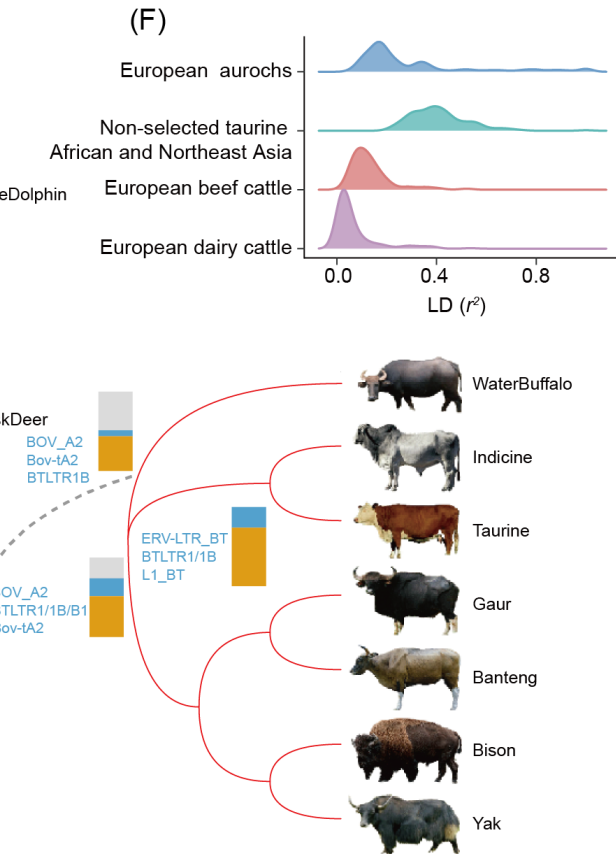 (F)
European aurochs
Non-selected taurine
African and Northeast Asia
European beef cattle
European dairy cattle
0.0 0.4 0.8
LD (r²)
eDolphin
WaterBuffalo
kDeer
BOV_A2
Bov-tA2
BTLTR1B
Indicine
ERV-LTR_BT
BTLTR1/1B
L1_BT
Taurine
OV_A2
TLTR1/1B/B1
ov-tA2
Gaur
Banteng
Bison
Yak